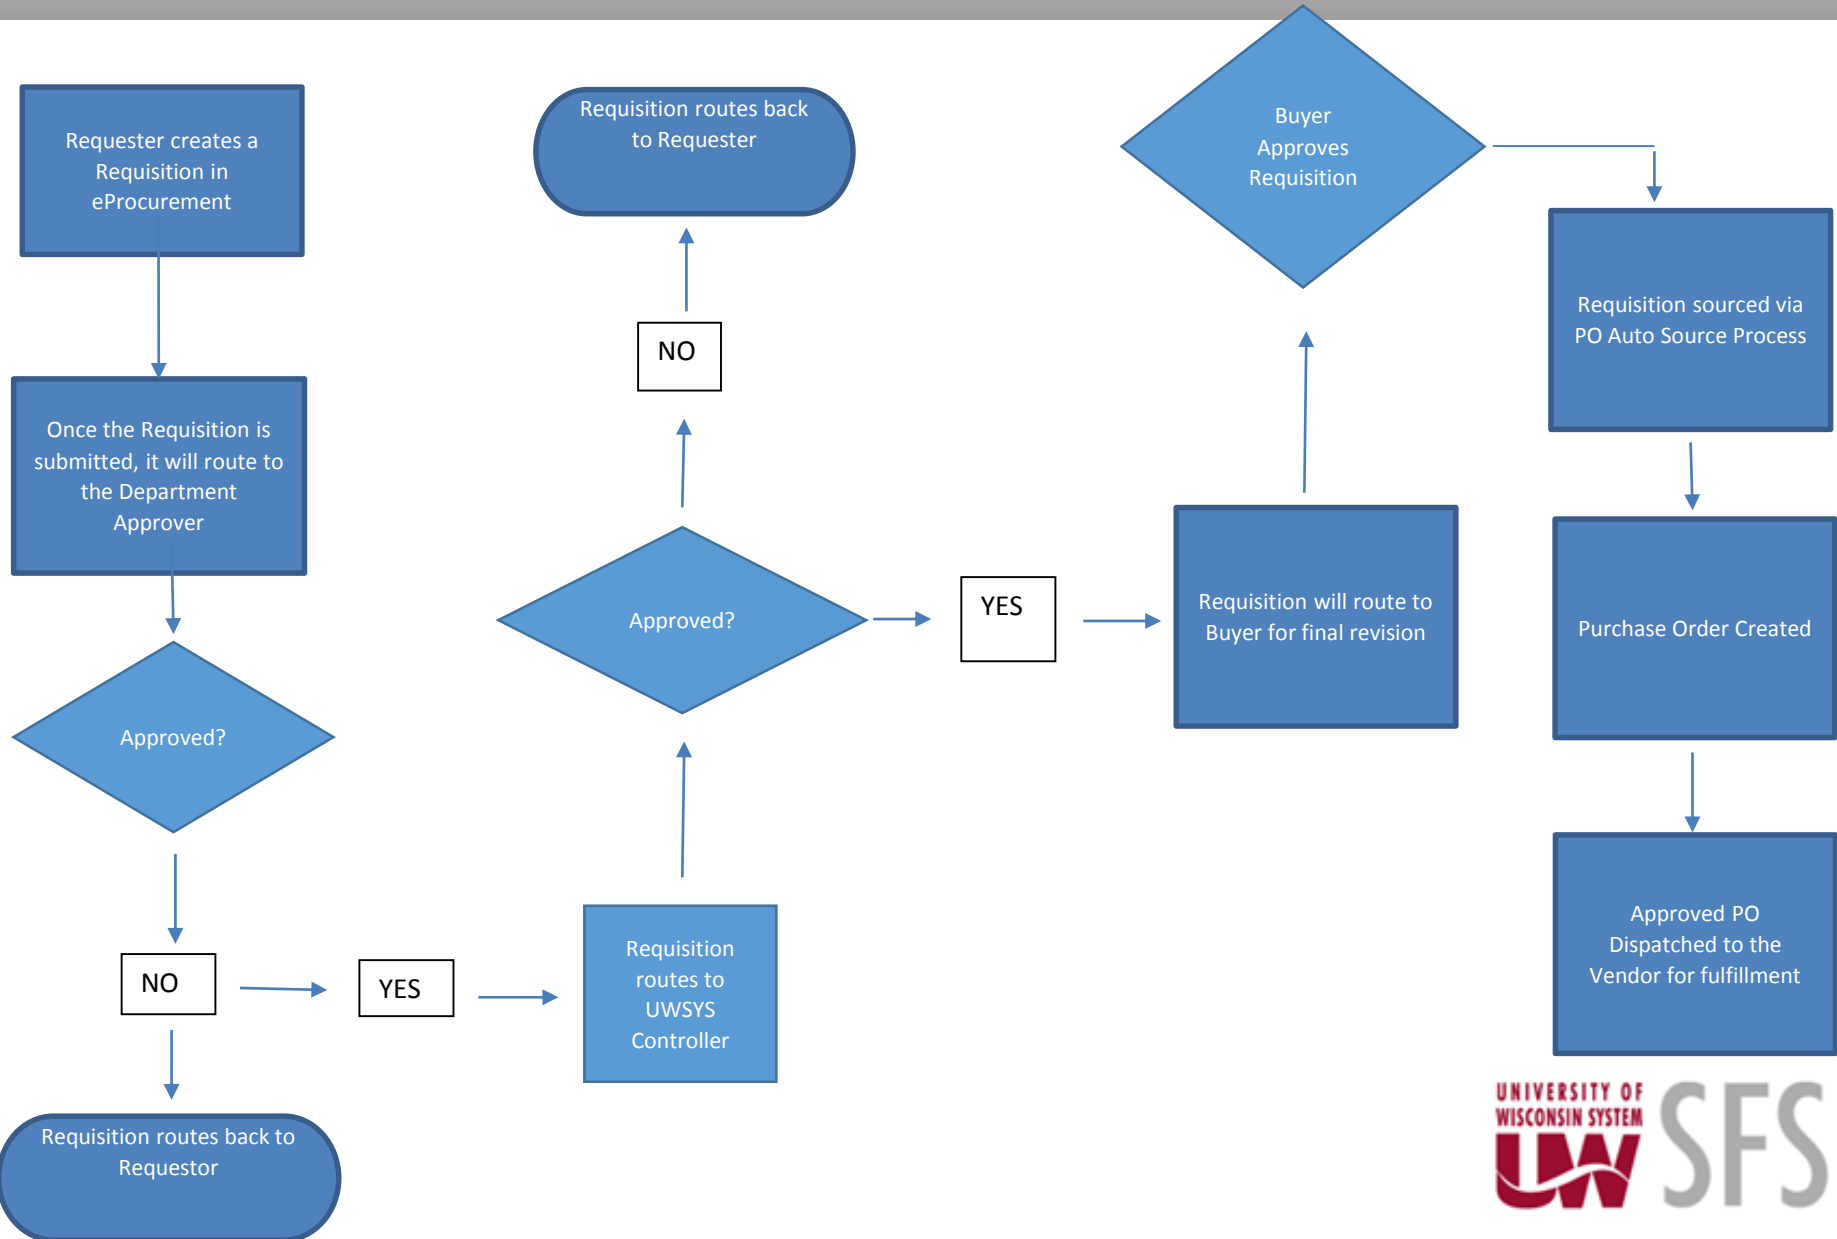 Requester creates a
Requisition in
eProcurement
Once the Requisition is
submitted, it will route to
the Department
Approver
Approved?
NO
YES
Requisition routes back to
Requestor
Requisition
routes to
UWSYS
Controller
Approved?
NO
Requisition routes back
to Requester
YES
Requisition will route to
Buyer for final revision
Buyer
Approves
Requisition
Requisition sourced via
PO Auto Source Process
Purchase Order Created
Approved PO
Dispatched to the
Vendor for fulfillment
UNIVERSITY OF
WISCONSIN SYSTEM
UW
SFS